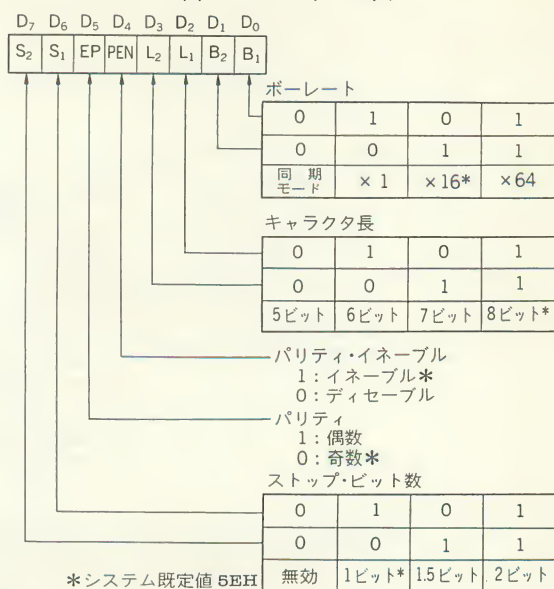 D₇ D₆ D₅ D₄ D₃ D₂ D₁ D₀
S₂ S₁ EP PEN L₂ L₁ B₂ B₁
ボーレート
0 1 0 1
0 0 1 1
同期モード ×1 ×16* ×64
キャラクタ長
0 1 0 1
0 0 1 1
5ビット 6ビット 7ビット 8ビット*
パリティ・イネーブル
1:イネーブル*
0:ディセーブル
パリティ
1:偶数
0:奇数*
ストップ・ビット数
0 1 0 1
0 0 1 1
無効 1ビット* 1.5ビット 2ビット
*システム既定値 5EH